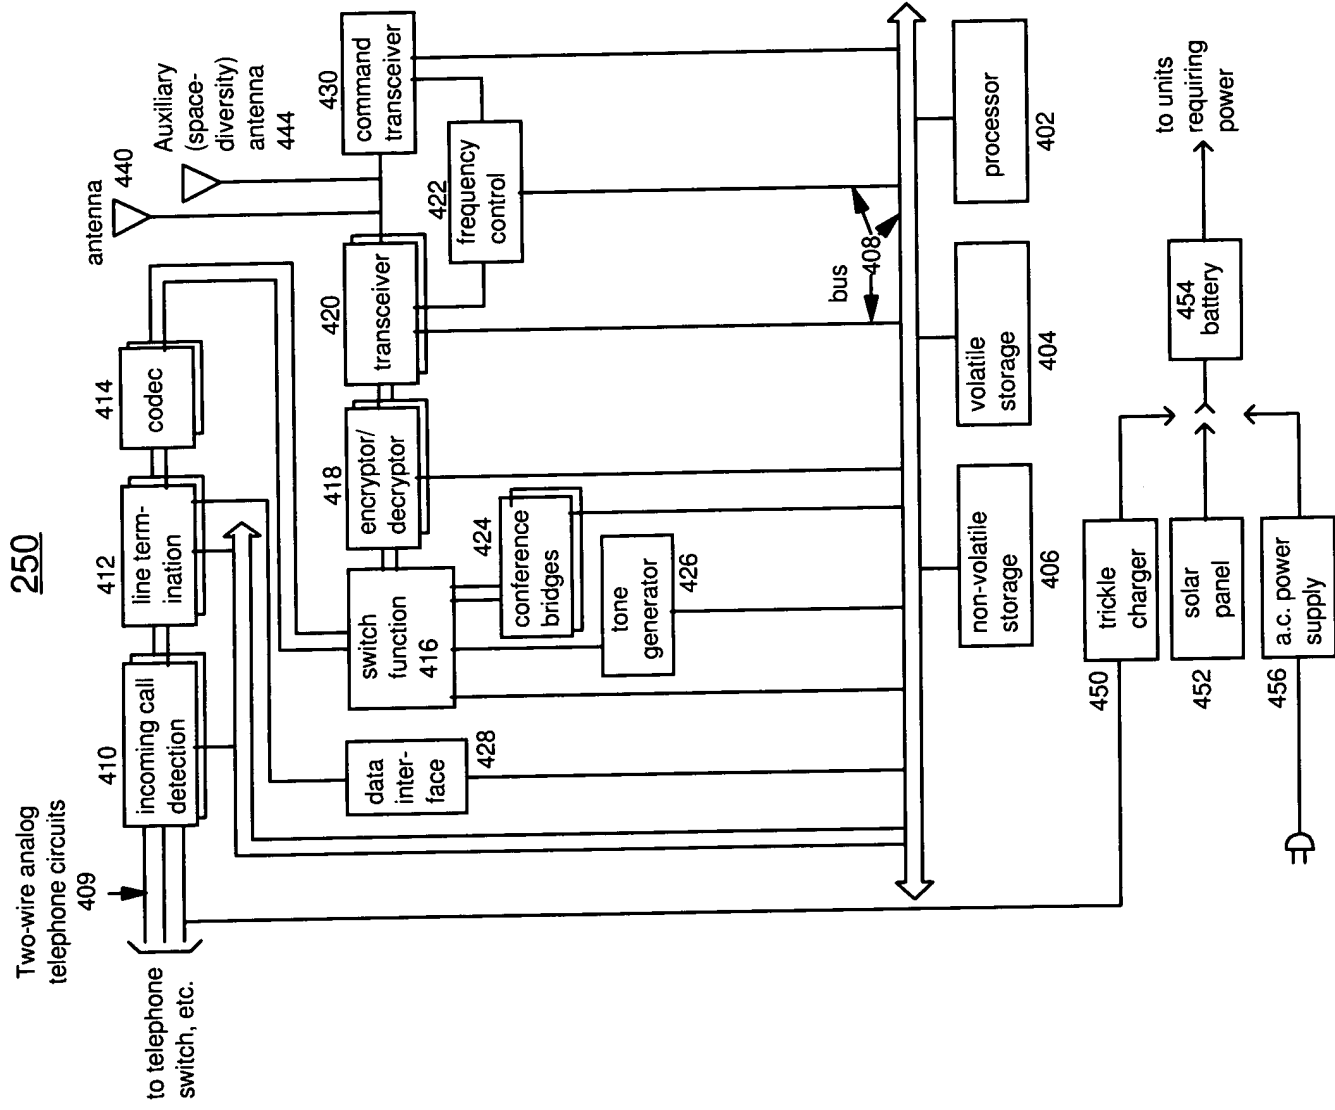 250
Two-wire analog
telephone circuits
409
to telephone
switch, etc.
410
incoming call
detection
412
line term-
ination
414
codec
antenna
440
Auxiliary
(space-
diversity)
antenna
444
428
data
inter-
face
switch
function
416
418
encryptor/
decryptor
420
transceiver
422
frequency
control
430
command
transceiver
424
conference
bridges
426
tone
generator
bus
408
non-volatile
storage
406
volatile
storage
404
processor
402
450
trickle
charger
452
solar
panel
456
a.c. power
supply
454
battery
to units
requiring
power